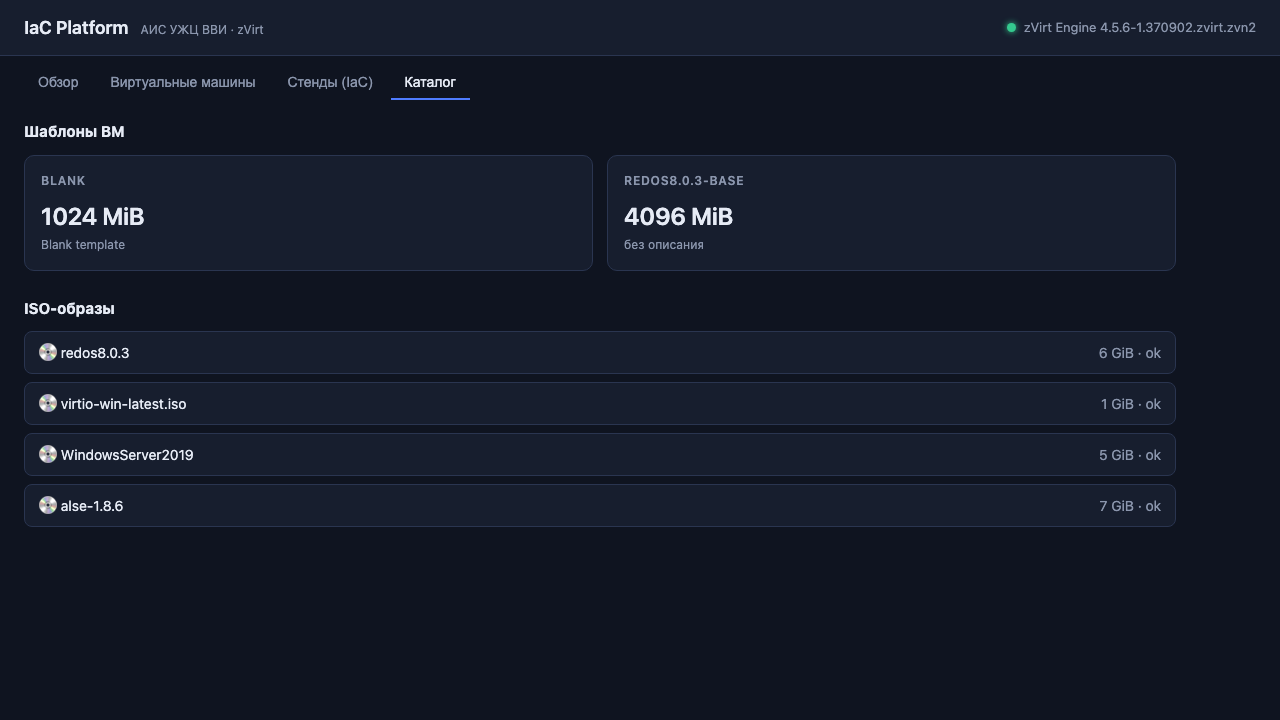 IaC Platform АИС УЖЦ ВВИ · zVirt
zVirt Engine 4.5.6-1.370902.zvirt.zvn2
Обзор Виртуальные машины Стенды (IaC) Каталог
Шаблоны ВМ
BLANK
1024 MiB
Blank template
REDOS8.0.3-BASE
4096 MiB
без описания
ISO-образы
redos8.0.3 6 GiB · ok
virtio-win-latest.iso 1 GiB · ok
WindowsServer2019 5 GiB · ok
alse-1.8.6 7 GiB · ok